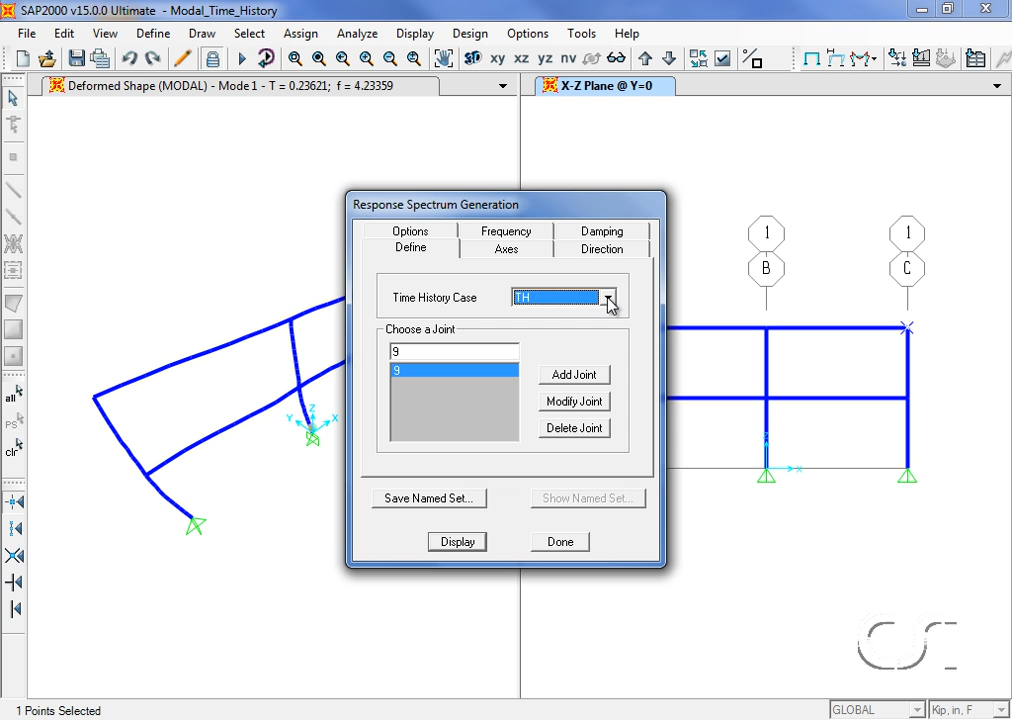 SAP2000 v15.0.0 Ultimate - Modal_Time_History
File Edit View Define Draw Select Assign Analyze Display Design Options Tools Help
3D xy xz yz nv
Deformed Shape (MODAL) - Mode 1 - T = 0.23621; f = 4.23359
X-Z Plane @ Y=0
all
PS
clr
Z
Y X
1 1
B C
X
Response Spectrum Generation
Options Frequency Damping
Define Axes Direction
Time History Case TH
Choose a Joint
9
9
Add Joint
Modify Joint
Delete Joint
Save Named Set... Show Named Set...
Display Done
CSI
1 Points Selected GLOBAL Kip, in, F